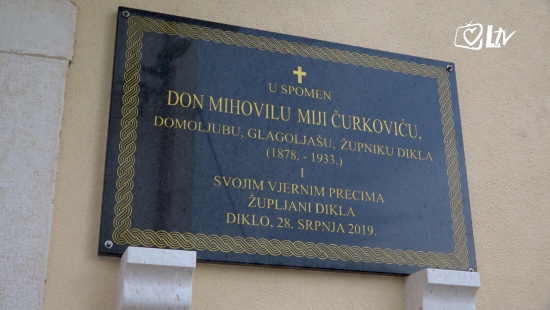 Ltv
U SPOMEN
DON MIHOVILU MIJI ČURKOVIĆU,
DOMOLJUBU, GLAGOLJAŠU, ŽUPNIKU DIKLA
(1878. - 1933.)
I
SVOJIM VJERNIM PRECIMA
ŽUPLJANI DIKLA
DIKLO, 28. SRPNJA 2019.